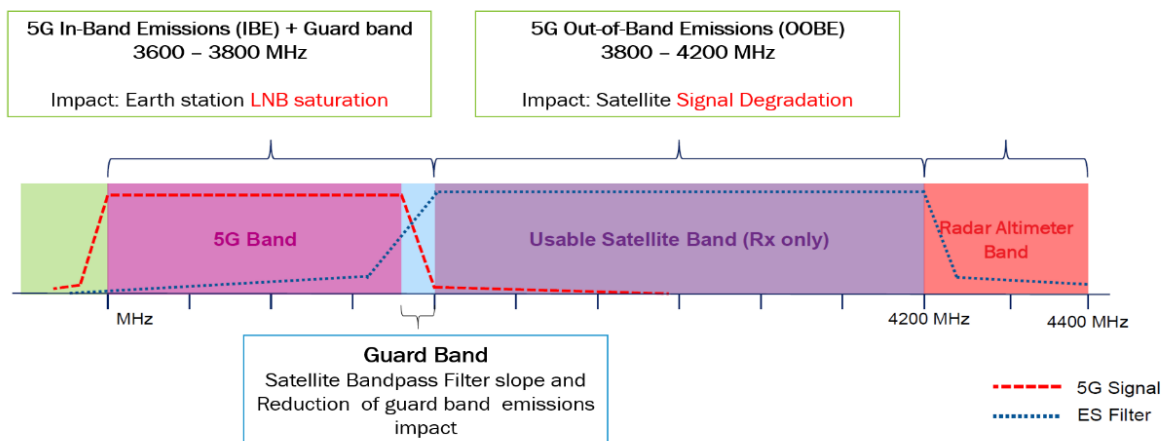 5G In-Band Emissions (IBE) + Guard band
3600 – 3800 MHz
Impact: Earth station LNB saturation
5G Out-of-Band Emissions (OOBE)
3800 – 4200 MHz
Impact: Satellite Signal Degradation
5G Band
Usable Satellite Band (Rx only)
Radar Altimeter
Band
MHz
4200 MHz
4400 MHz
Guard Band
Satellite Bandpass Filter slope and
Reduction of guard band emissions
impact
5G Signal
ES Filter